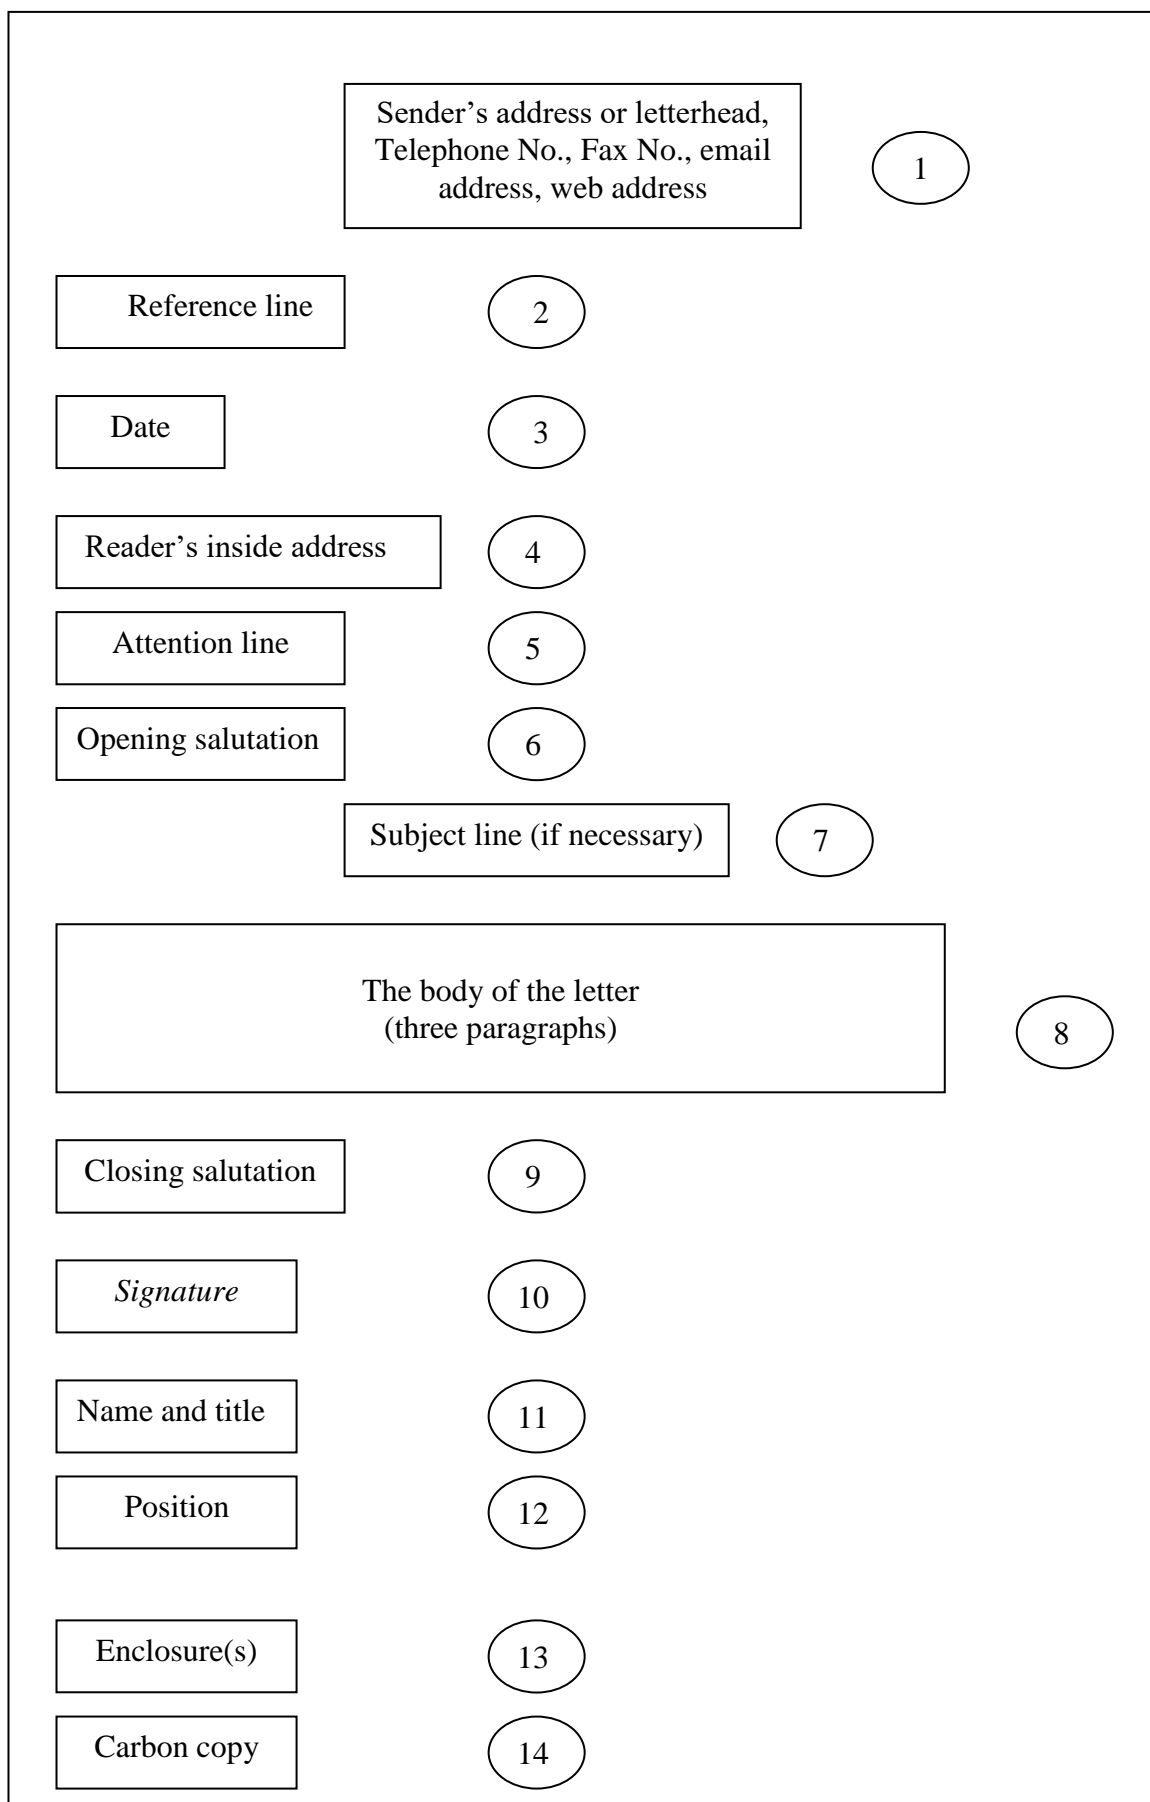 Sender’s address or letterhead,
Telephone No., Fax No., email
address, web address
1
Reference line
2
Date
3
Reader’s inside address
4
Attention line
5
Opening salutation
6
Subject line (if necessary)
7
The body of the letter
(three paragraphs)
8
Closing salutation
9
Signature
10
Name and title
11
Position
12
Enclosure(s)
13
Carbon copy
14